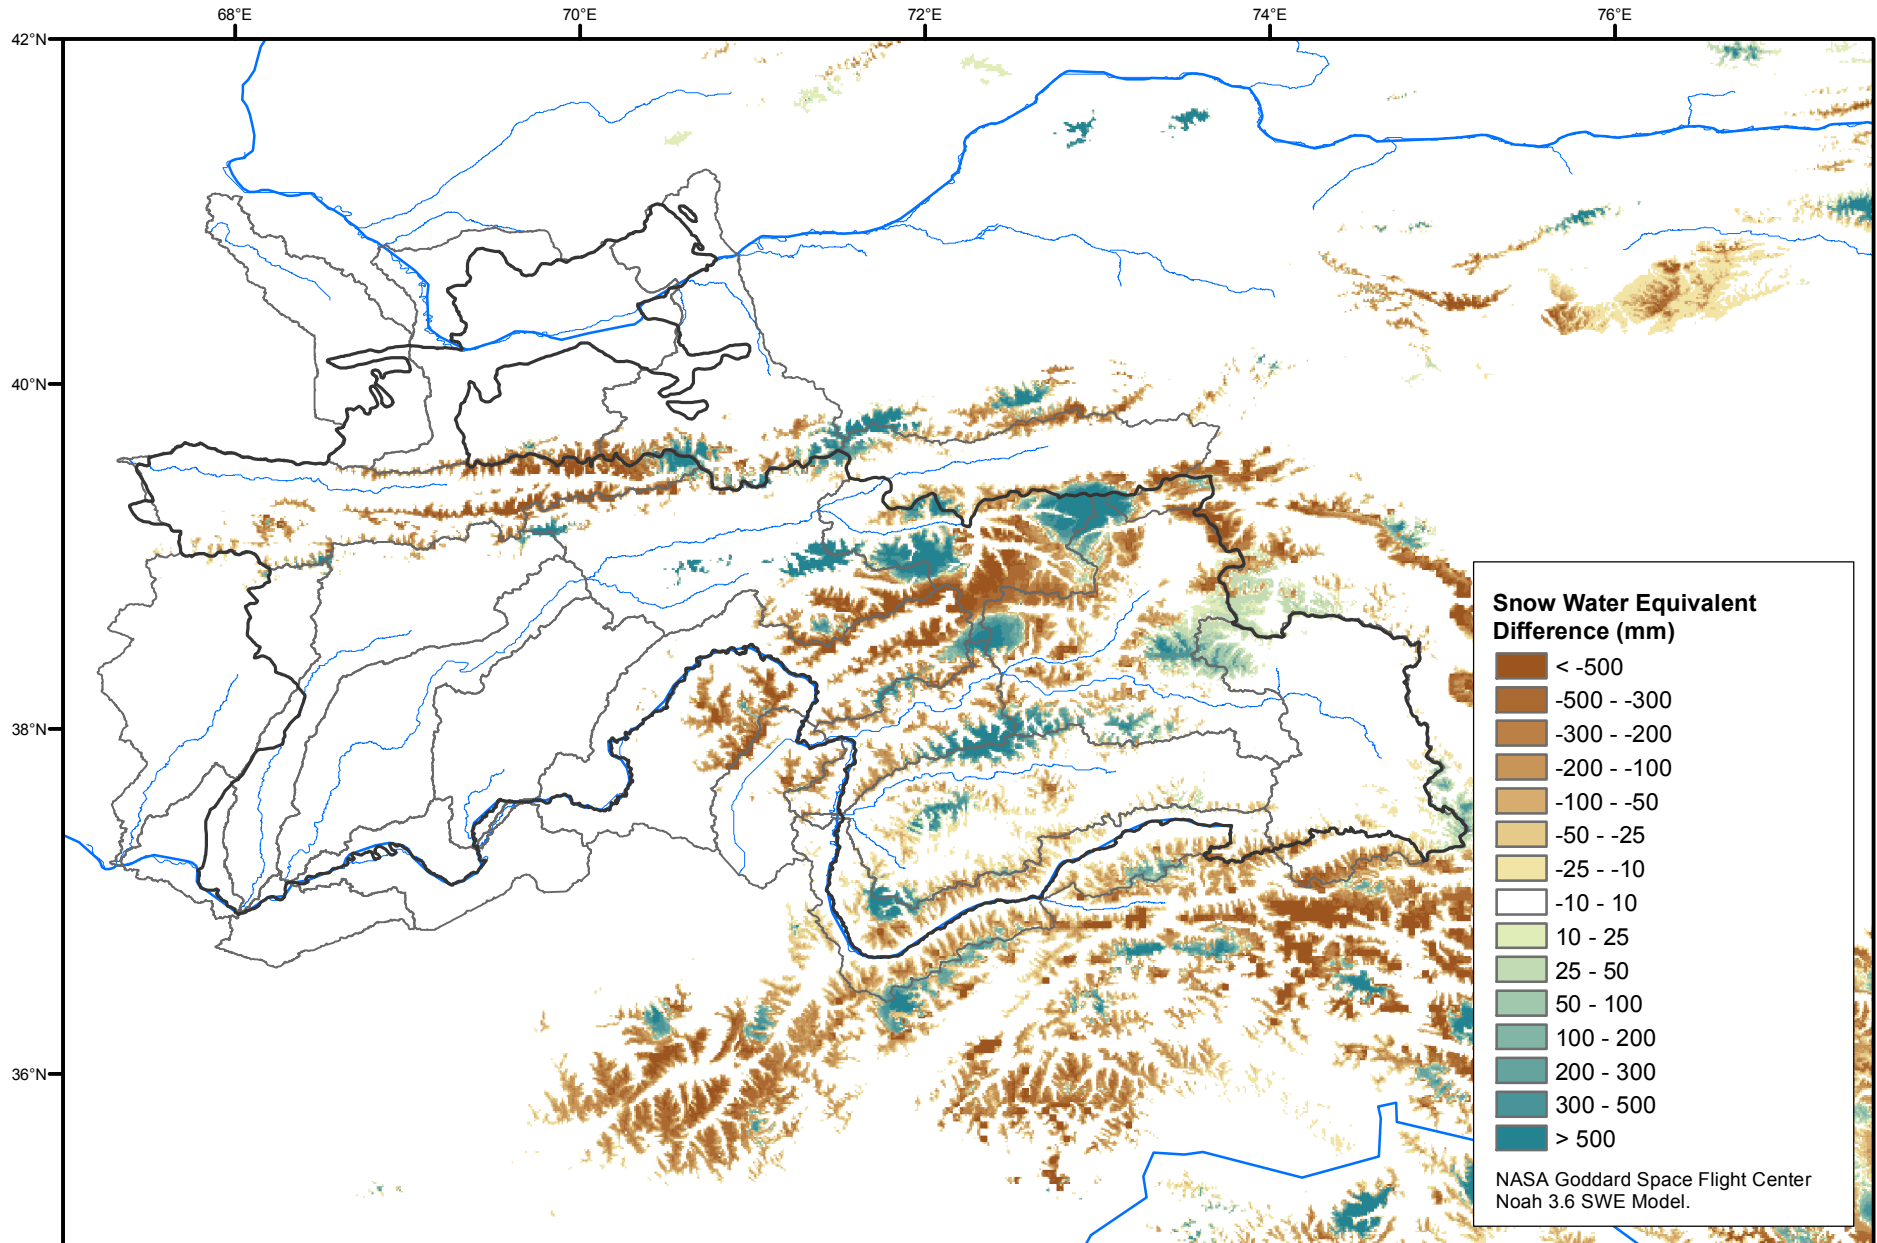 68°E 70°E 72°E 74°E 76°E
42°N
40°N
38°N
36°N
Snow Water Equivalent
Difference (mm)
< -500
-500 - -300
-300 - -200
-200 - -100
-100 - -50
-50 - -25
-25 - -10
-10 - 10
10 - 25
25 - 50
50 - 100
100 - 200
200 - 300
300 - 500
> 500
NASA Goddard Space Flight Center
Noah 3.6 SWE Model.